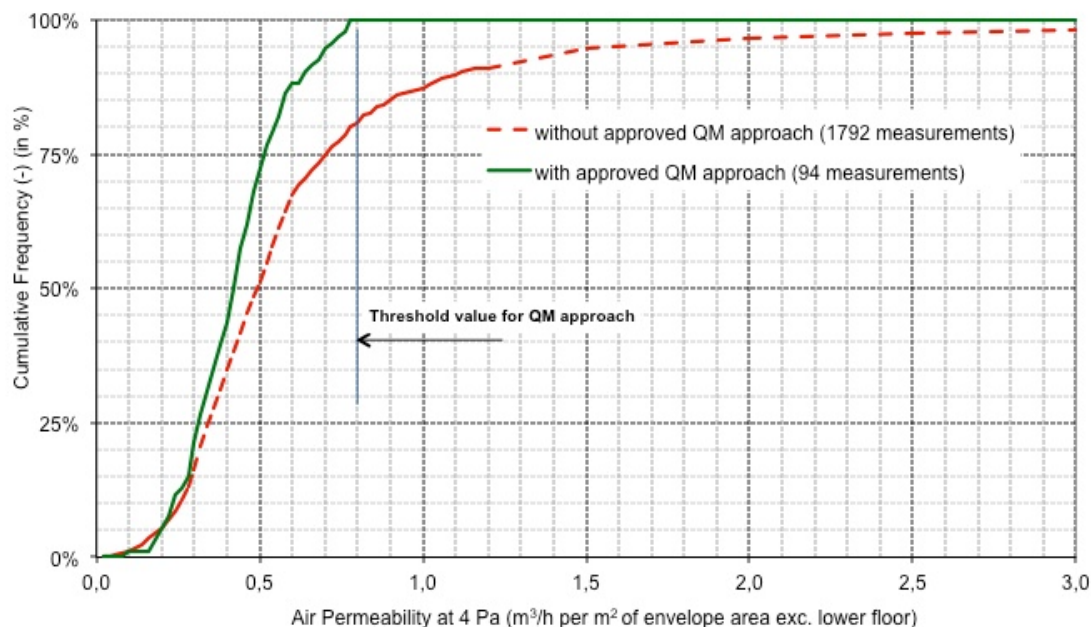 100%
75%
50%
25%
0%
Cumulative Frequency (-) (in %)
without approved QM approach (1792 measurements)
with approved QM approach (94 measurements)
Threshold value for QM approach
0,0 0,5 1,0 1,5 2,0 2,5 3,0
Air Permeability at 4 Pa (m³/h per m² of envelope area exc. lower floor)